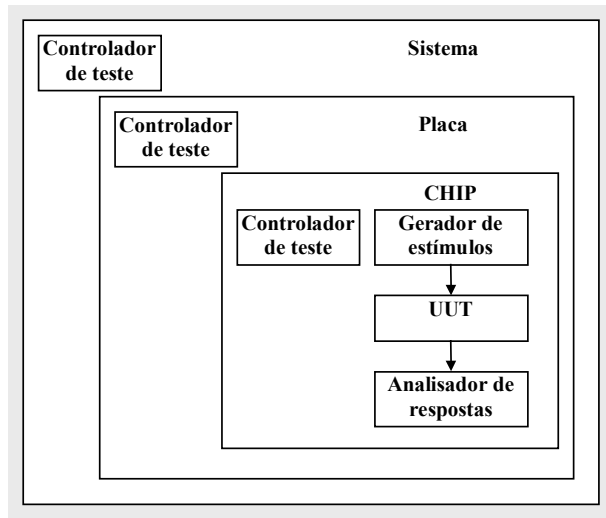 Controlador
de teste
Sistema
Controlador
de teste
Placa
CHIP
Controlador
de teste
Gerador de
estímulos
UUT
Analisador de
respostas